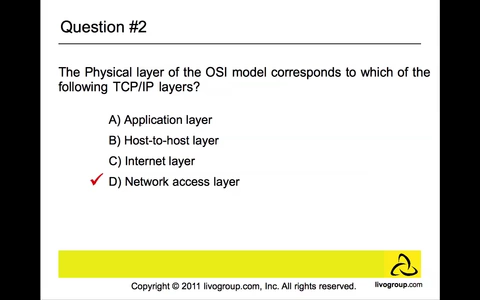 Question #2
The Physical layer of the OSI model corresponds to which of the
following TCP/IP layers?
A) Application layer
B) Host-to-host layer
C) Internet layer
D) Network access layer
livogroup.com
Copyright © 2011 livogroup.com, Inc. All rights reserved.